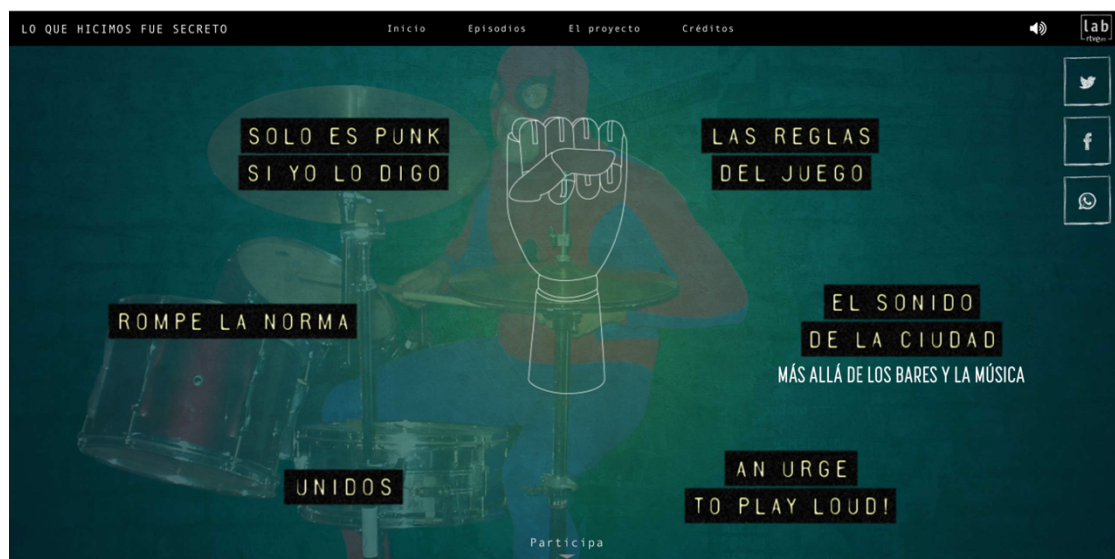 LO QUE HICIMOS FUE SECRETO
Inicio
Episodios
El proyecto
Créditos
lab
rtve.es
SOLO ES PUNK
SI YO LO DIGO
LAS REGLAS
DEL JUEGO
ROMPE LA NORMA
EL SONIDO
DE LA CIUDAD
MÁS ALLÁ DE LOS BARES Y LA MÚSICA
UNIDOS
AN URGE
TO PLAY LOUD!
Participa